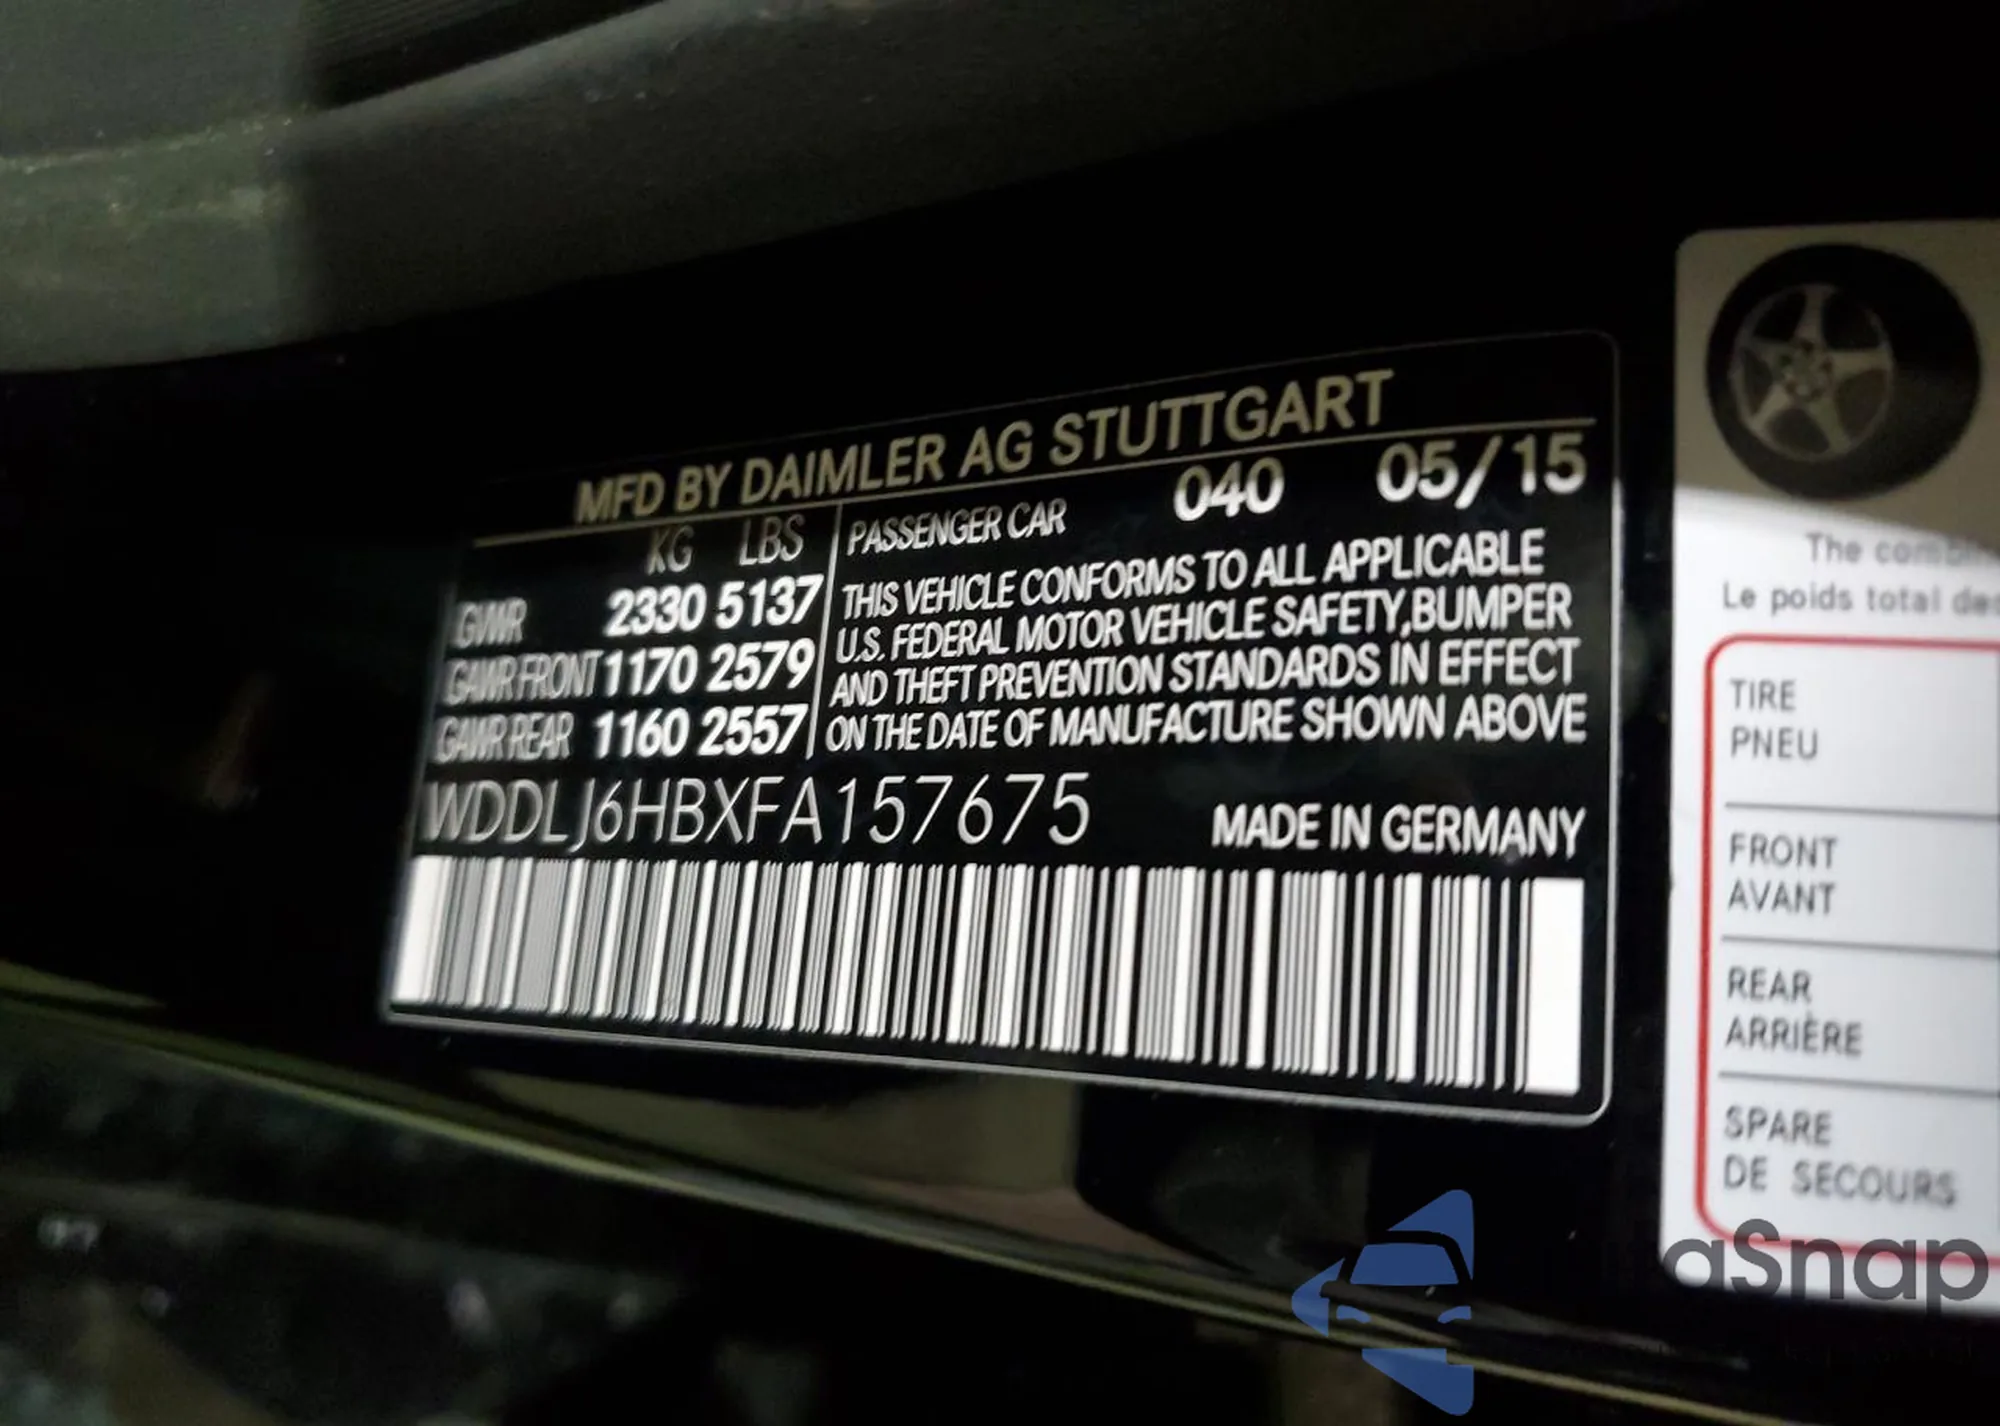 MFD BY DAIMLER AG STUTTGART
KG LBS
GVWR 2330 5137
GAWR FRONT 1170 2579
GAWR REAR 1160 2557
PASSENGER CAR 040 05/15
THIS VEHICLE CONFORMS TO ALL APPLICABLE
U.S. FEDERAL MOTOR VEHICLE SAFETY,BUMPER
AND THEFT PREVENTION STANDARDS IN EFFECT
ON THE DATE OF MANUFACTURE SHOWN ABOVE
WDDLJ6HBXFA157675
MADE IN GERMANY
The
Le poids total des
TIRE
PNEU
FRONT
AVANT
REAR
ARRIÈRE
SPARE
DE SECOURS
aSnap